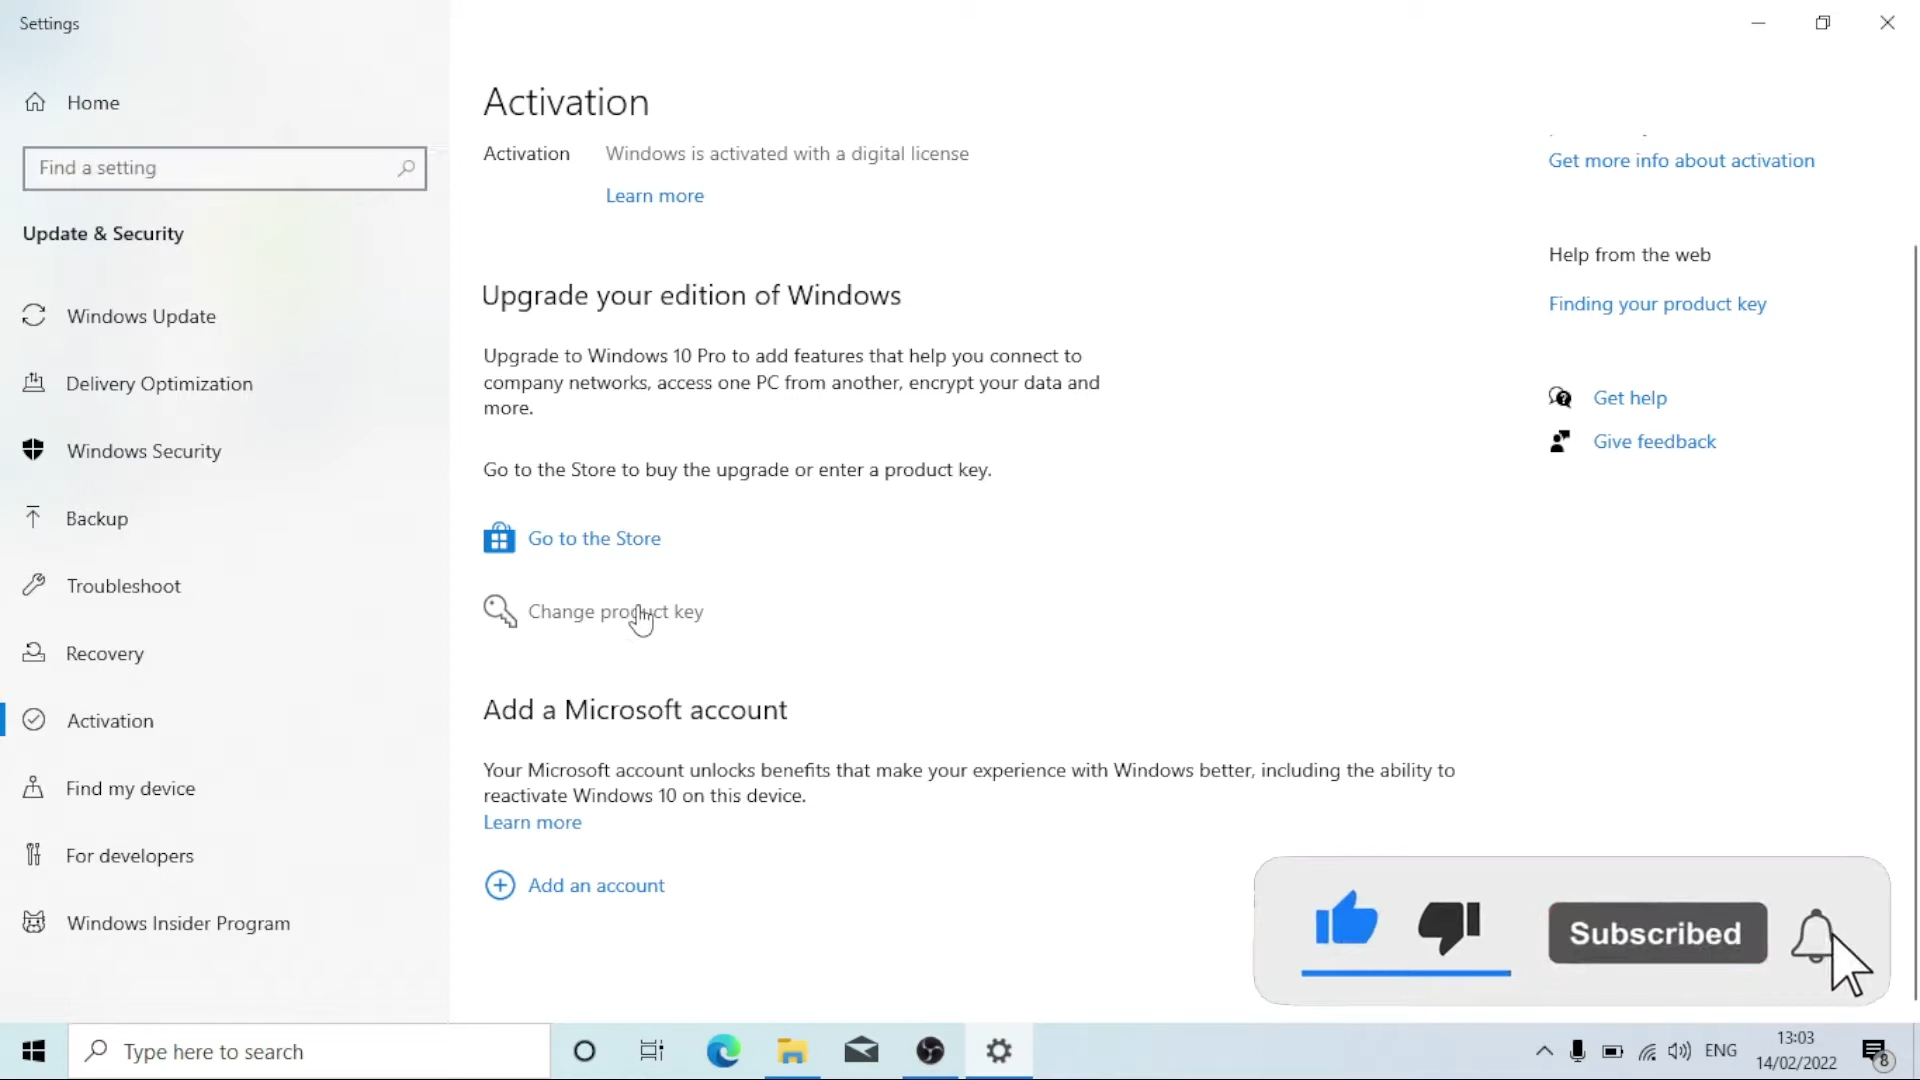 Settings
Home
Find a setting
Update & Security
Windows Update
Delivery Optimization
Windows Security
Backup
Troubleshoot
Recovery
Activation
Find my device
For developers
Windows Insider Program
Activation
Activation Windows is activated with a digital license
Learn more
Upgrade your edition of Windows
Upgrade to Windows 10 Pro to add features that help you connect to
company networks, access one PC from another, encrypt your data and
more.
Go to the Store to buy the upgrade or enter a product key.
Go to the Store
Change product key
Add a Microsoft account
Your Microsoft account unlocks benefits that make your experience with Windows better, including the ability to
reactivate Windows 10 on this device.
Learn more
Add an account
Get more info about activation
Help from the web
Finding your product key
Get help
Give feedback
Subscribed
Type here to search
ENG
13:03
14/02/2022
8